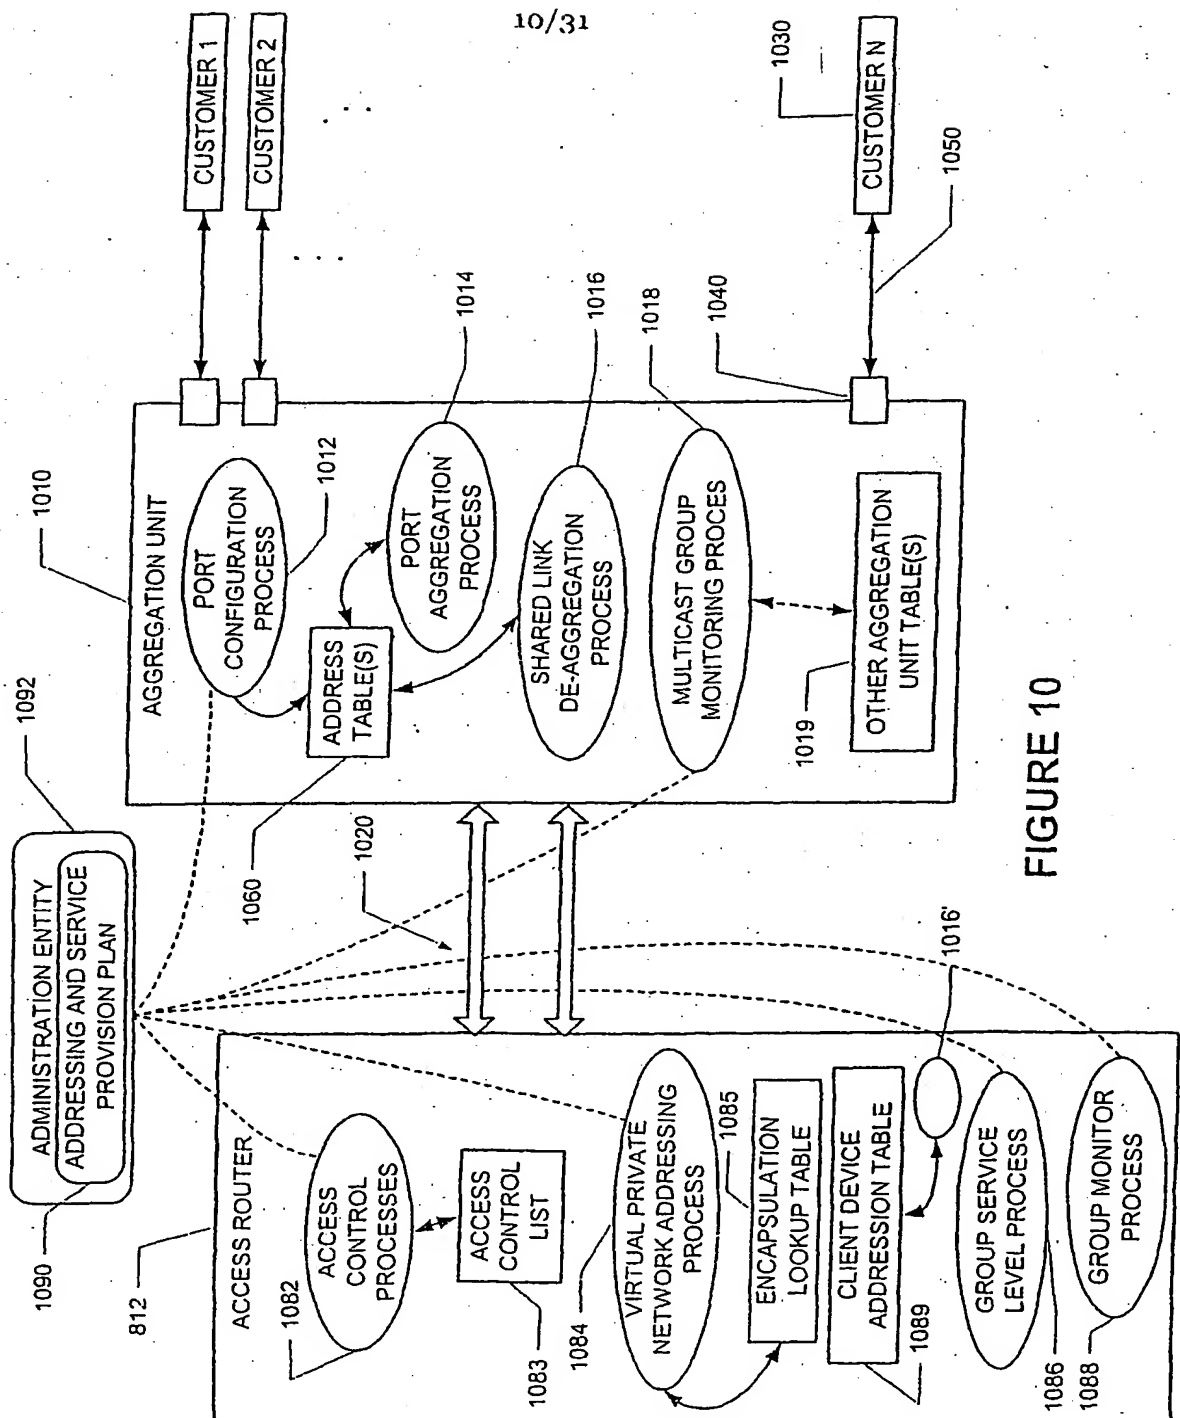 10/31
1090
ADMINISTRATION ENTITY
ADDRESSING AND SERVICE
PROVISION PLAN
1092
812
ACCESS ROUTER
1082
ACCESS
CONTROL
PROCESSES
1083
ACCESS
CONTROL
LIST
1084
VIRTUAL PRIVATE
NETWORK ADDRESSING
PROCESS
1085
ENCAPSULATION
LOOKUP TABLE
CLIENT DEVICE
ADDRESSION TABLE
1089
1016'
GROUP SERVICE
LEVEL PROCESS
1086
GROUP MONITOR
PROCESS
1088
1020
1010
AGGREGATION UNIT
PORT
CONFIGURATION
PROCESS
1012
ADDRESS
TABLE(S)
1060
PORT
AGGREGATION
PROCESS
1014
SHARED LINK
DE-AGGREGATION
PROCESS
1016
MULTICAST GROUP
MONITORING PROCES
1018
1019
OTHER AGGREGATION
UNIT TABLE(S)
1040
CUSTOMER 1
CUSTOMER 2
. . .
. . .
1030
CUSTOMER N
1050
FIGURE 10